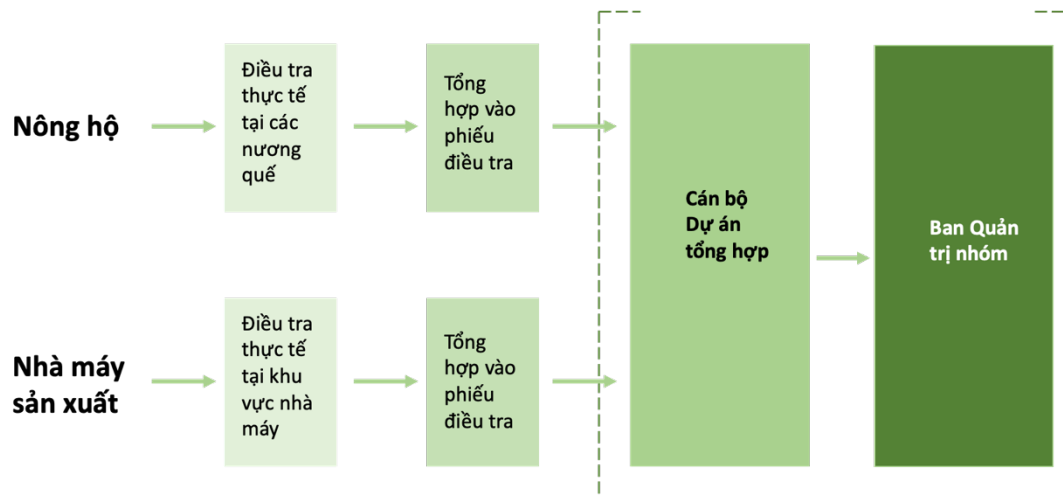 Nông hộ
Điều tra
thực tế
tại các
nương
quế
Tổng
hợp vào
phiếu
điều tra
Nhà máy
sản xuất
Điều tra
thực tế
tại khu
vực nhà
máy
Tổng
hợp vào
phiếu
điều tra
Cán bộ
Dự án
tổng hợp
Ban Quản
trị nhóm